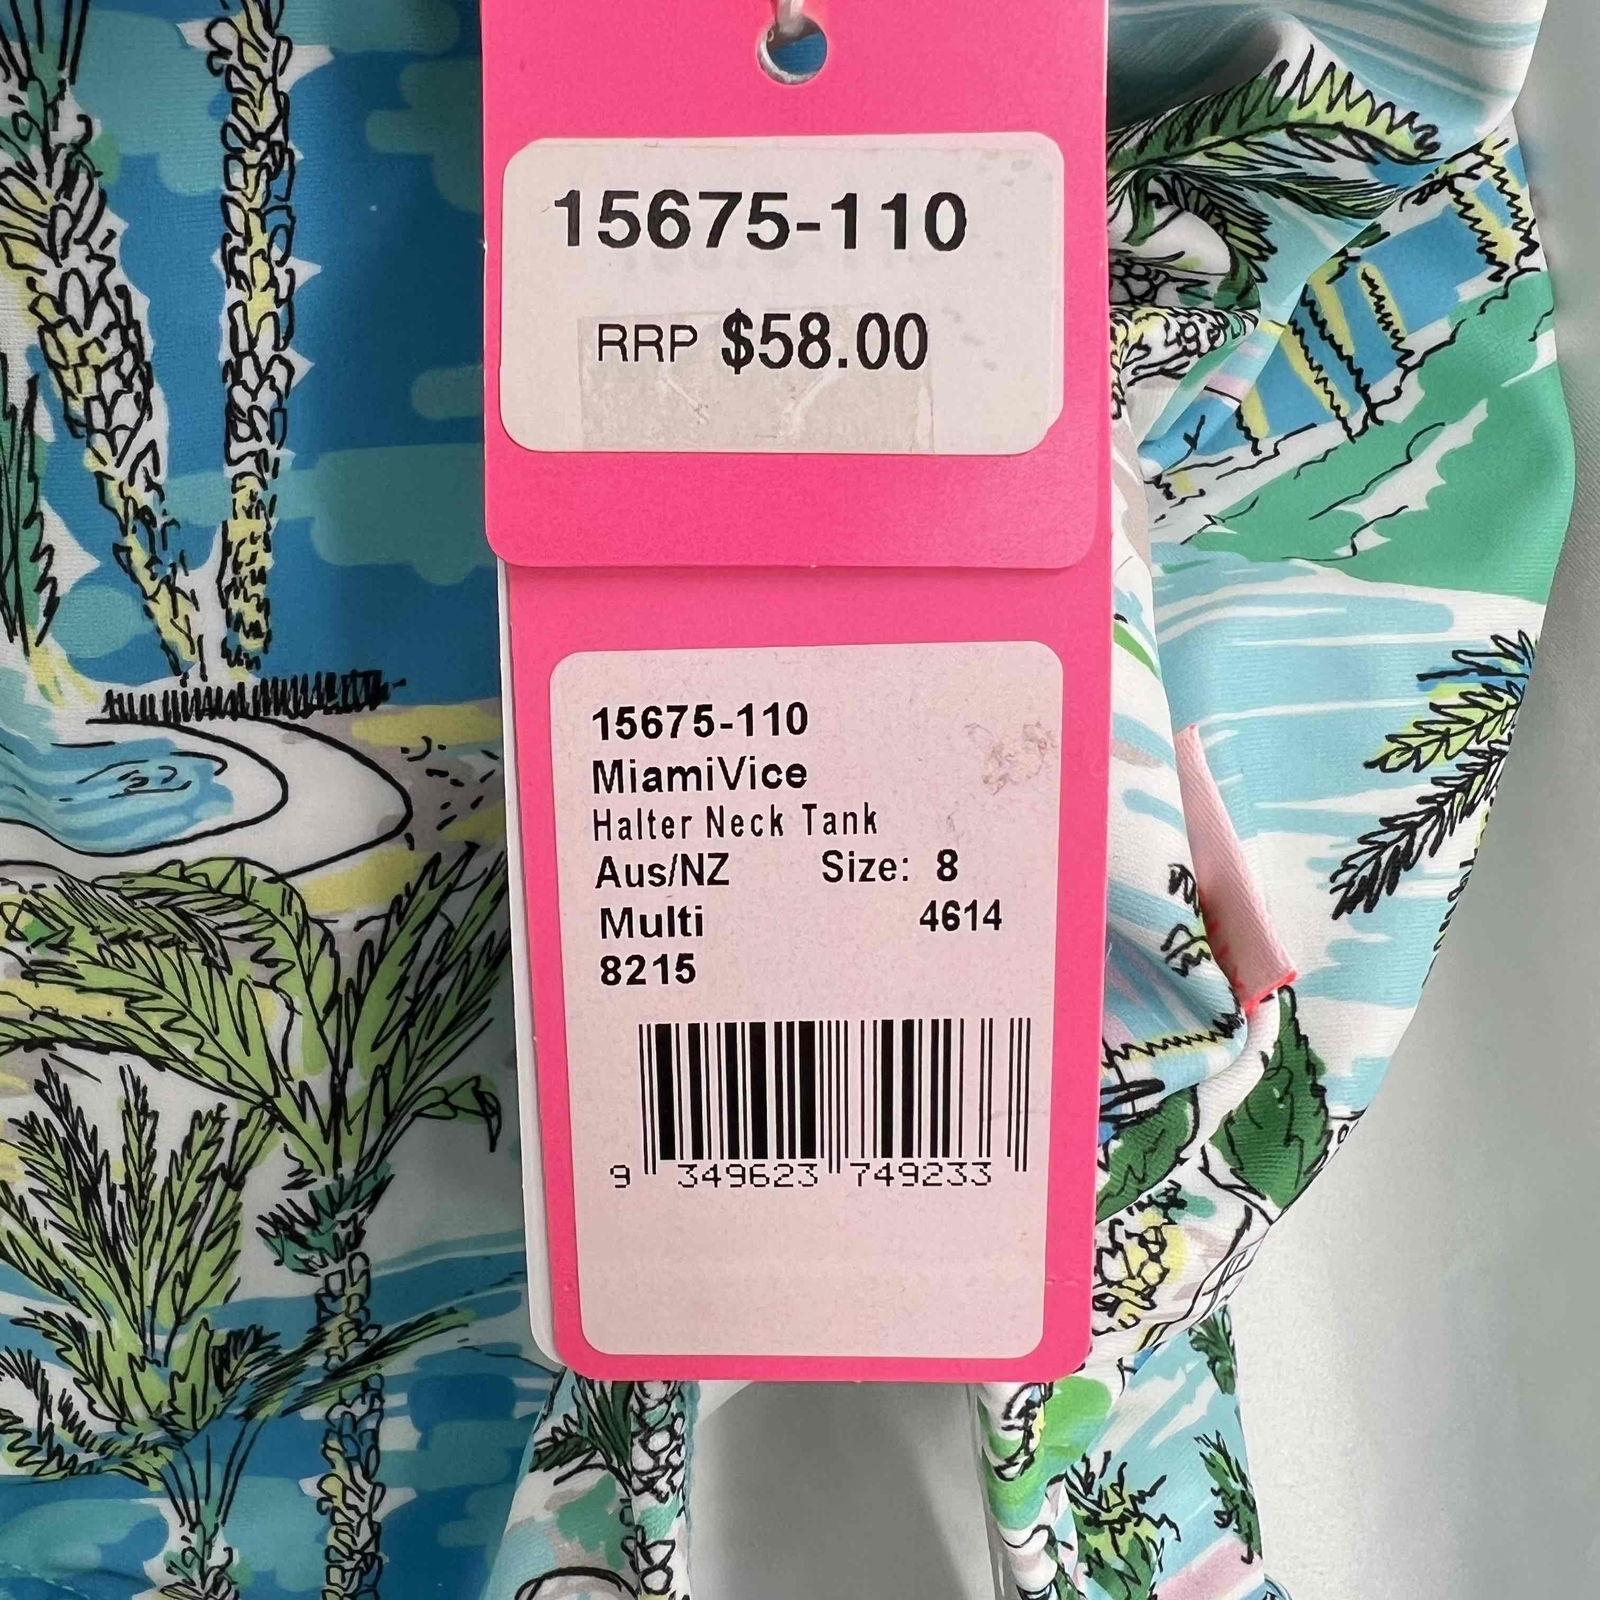 15675-110
RRP $58.00
15675-110
MiamiVice
Halter Neck Tank
Aus/NZ Size: 8
Multi 4614
8215
9 349623 749233